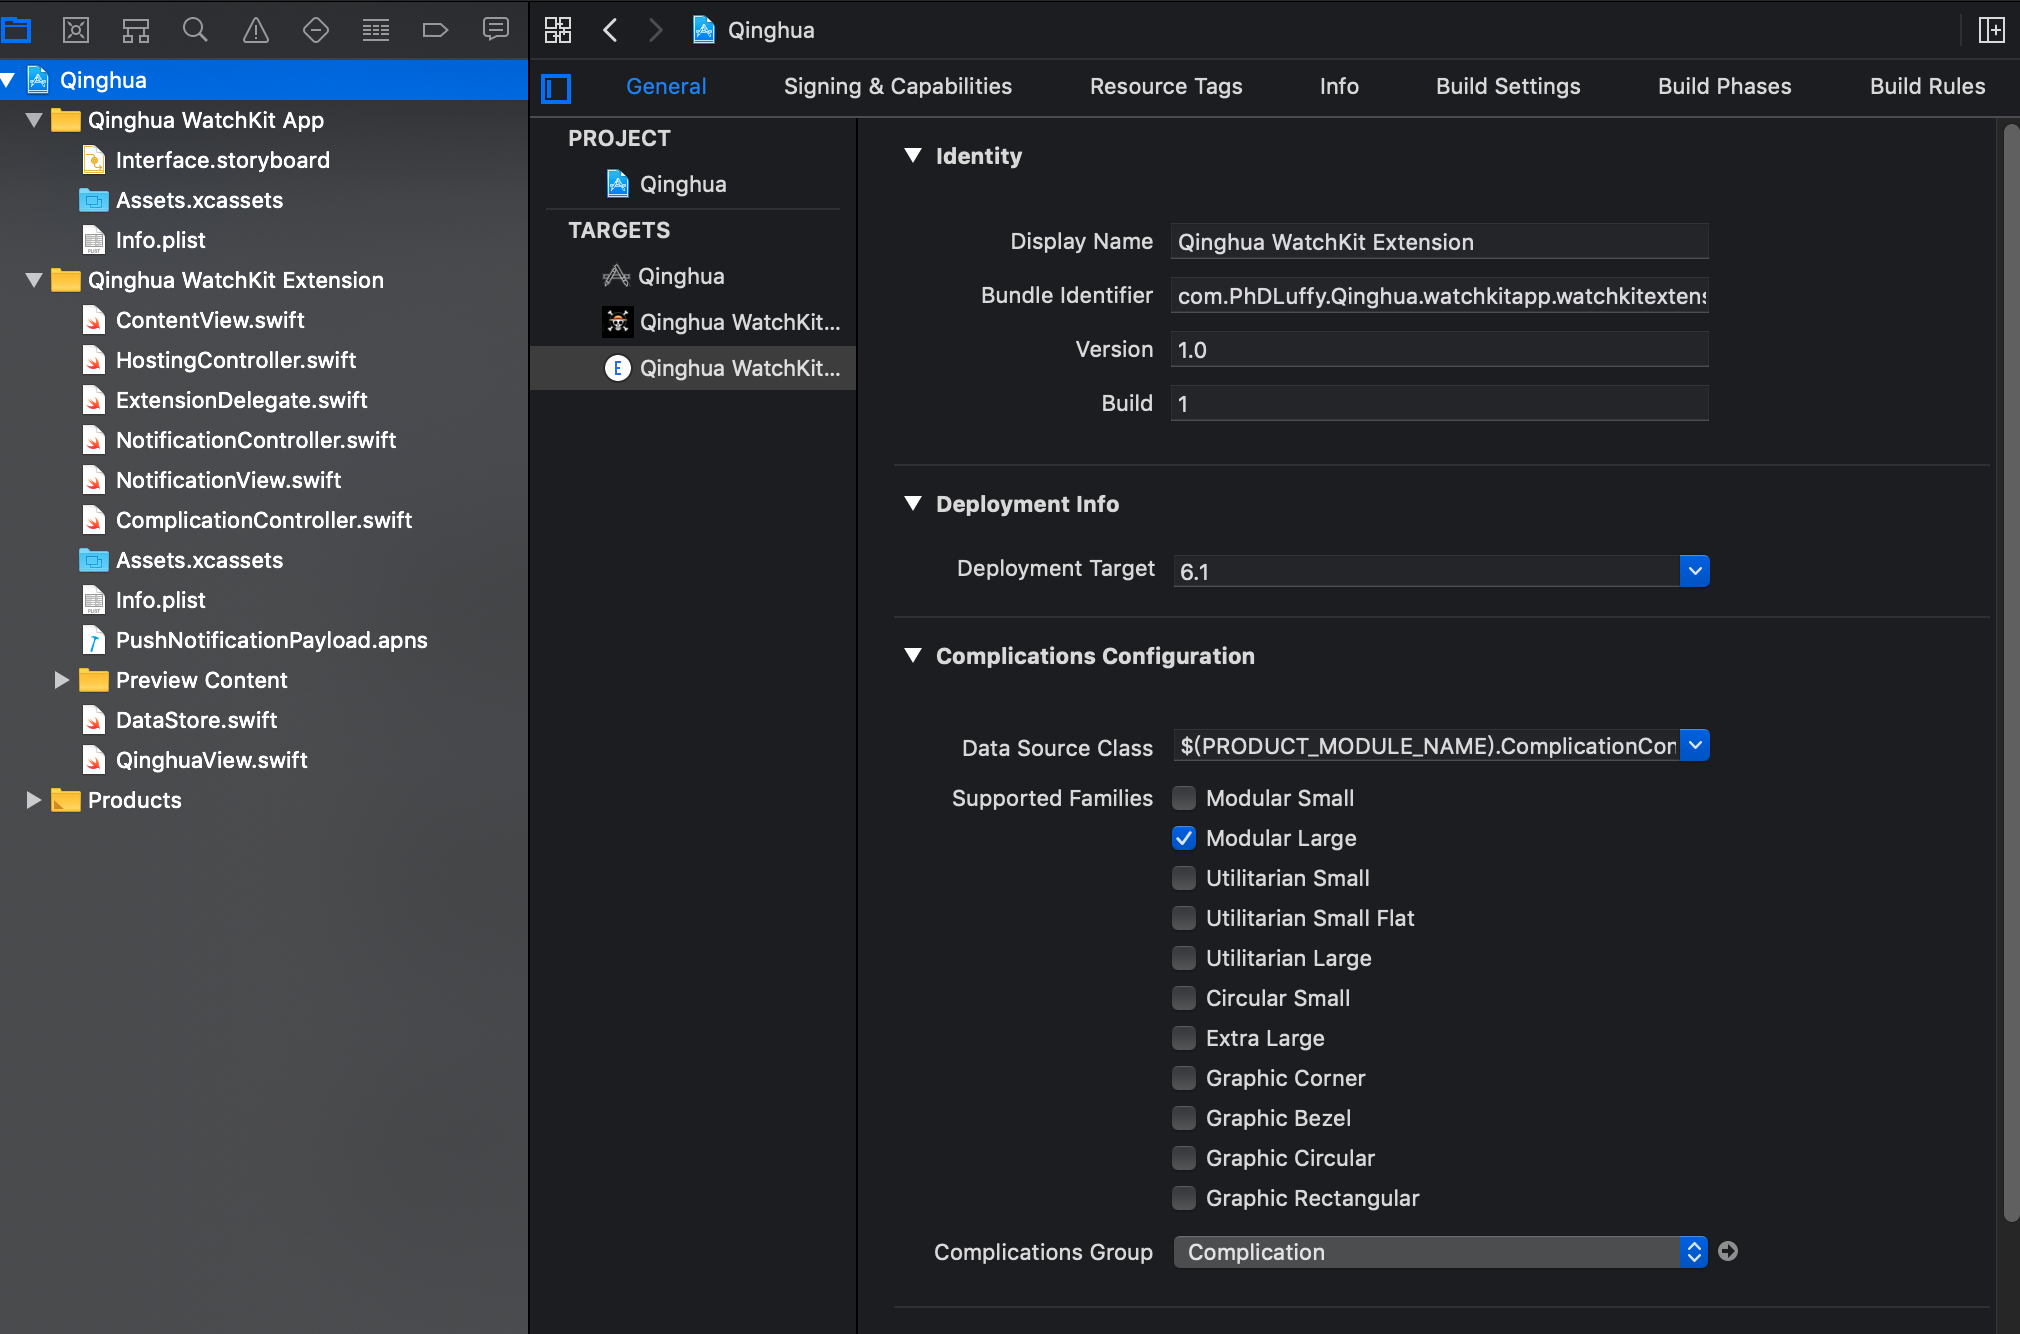 Qinghua
General
Signing & Capabilities
Resource Tags
Info
Build Settings
Build Phases
Build Rules
Qinghua
Qinghua WatchKit App
Interface.storyboard
Assets.xcassets
Info.plist
Qinghua WatchKit Extension
ContentView.swift
HostingController.swift
ExtensionDelegate.swift
NotificationController.swift
NotificationView.swift
ComplicationController.swift
Assets.xcassets
Info.plist
PushNotificationPayload.apns
Preview Content
DataStore.swift
QinghuaView.swift
Products
PROJECT
Qinghua
TARGETS
Qinghua
Qinghua WatchKit...
E Qinghua WatchKit...
Identity
Display Name Qinghua WatchKit Extension
Bundle Identifier com.PhDLuffy.Qinghua.watchkitapp.watchkitextens
Version 1.0
Build 1
Deployment Info
Deployment Target 6.1
Complications Configuration
Data Source Class $(PRODUCT_MODULE_NAME).ComplicationCon
Supported Families Modular Small
Modular Large
Utilitarian Small
Utilitarian Small Flat
Utilitarian Large
Circular Small
Extra Large
Graphic Corner
Graphic Bezel
Graphic Circular
Graphic Rectangular
Complications Group Complication